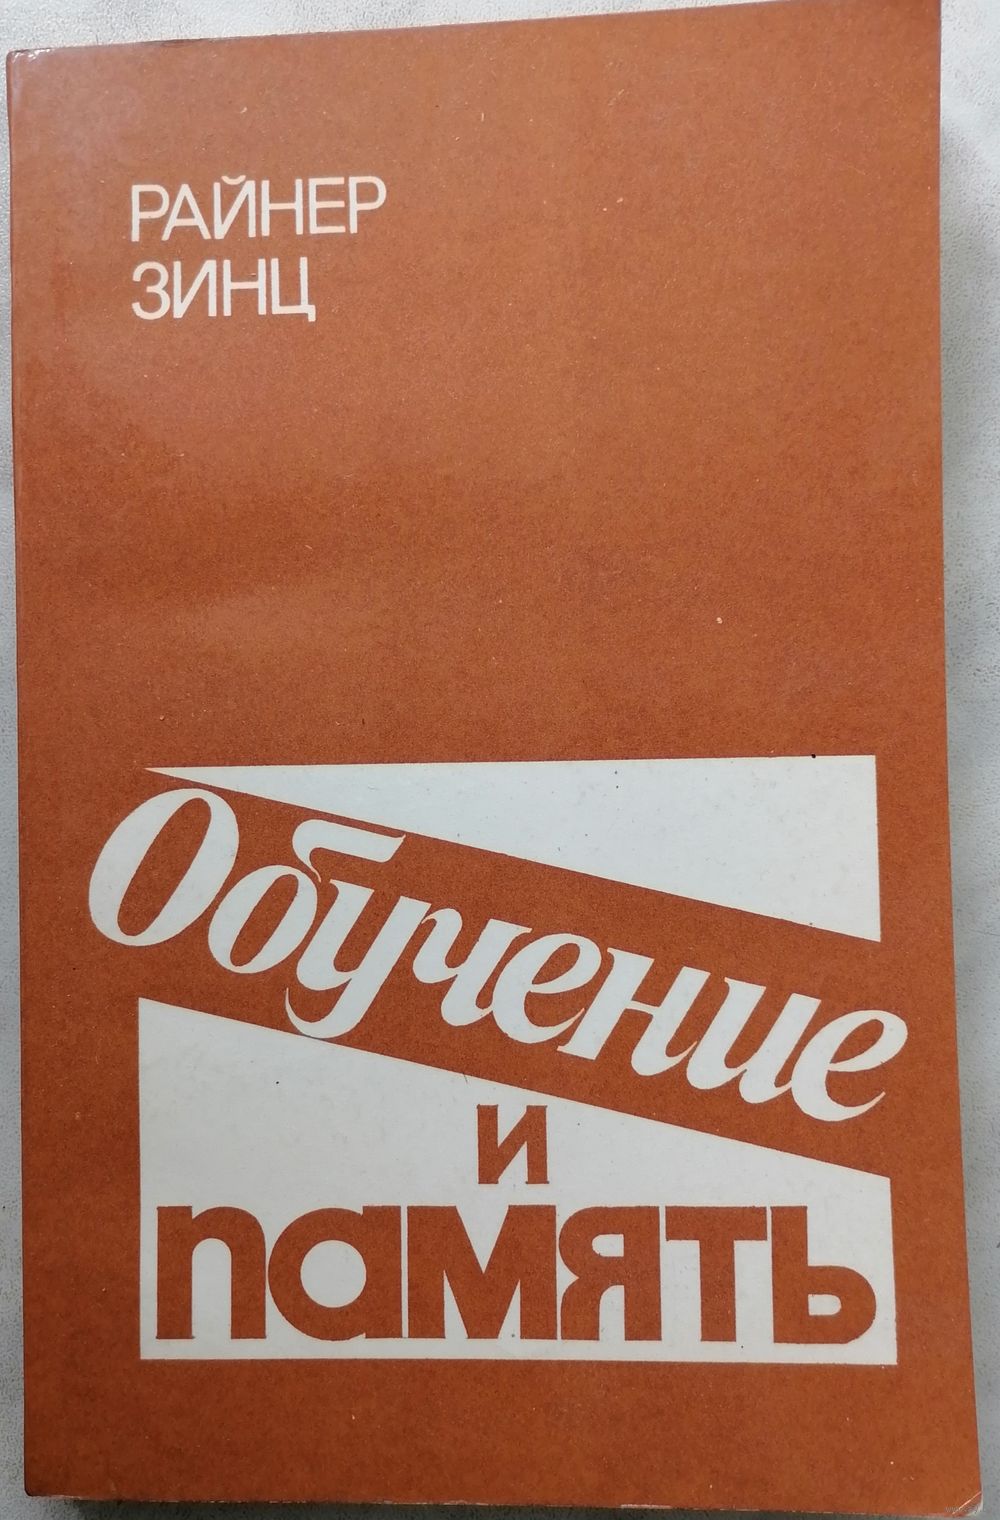 РАЙНЕР
ЗИНЦ
Обучение
и
память